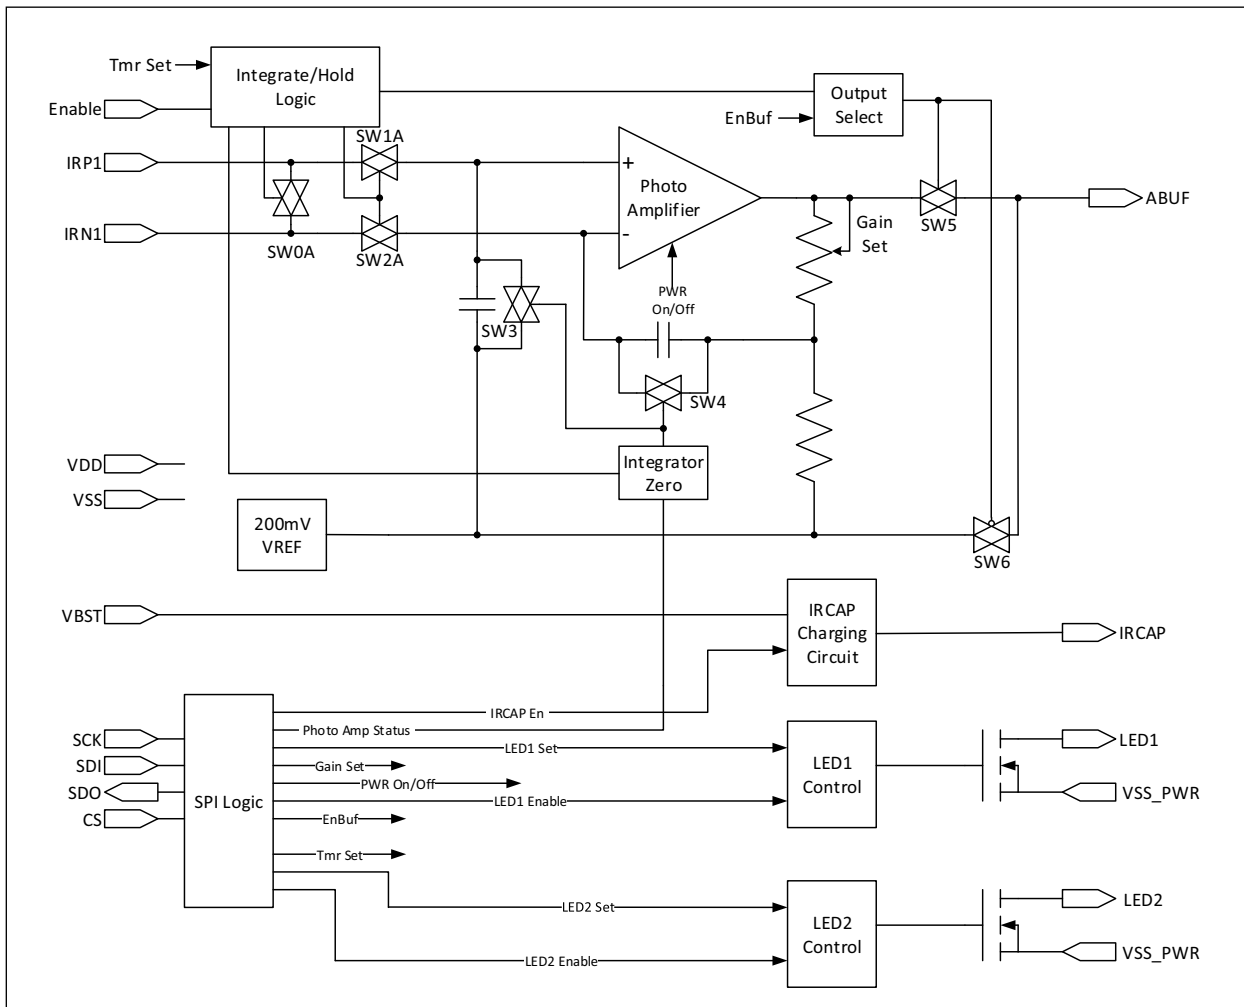 Tmr Set
Integrate/Hold
Logic
Enable
Output
Select
EnBuf
SW1A
IRP1
+
Photo
Amplifier
ABUF
Gain
Set
SW5
IRN1
-
SW0A
SW2A
PWR
On/Off
SW3
SW4
VDD
Integrator
Zero
VSS
200mV
VREF
SW6
VBST
IRCAP
Charging
Circuit
IRCAP
IRCAP En
Photo Amp Status
SCK
LED1 Set
LED1
SDI
Gain Set
LED1
Control
PWR On/Off
SDO
SPI Logic
LED1 Enable
VSS_PWR
CS
EnBuf
Tmr Set
LED2 Set
LED2
LED2
Control
LED2 Enable
VSS_PWR